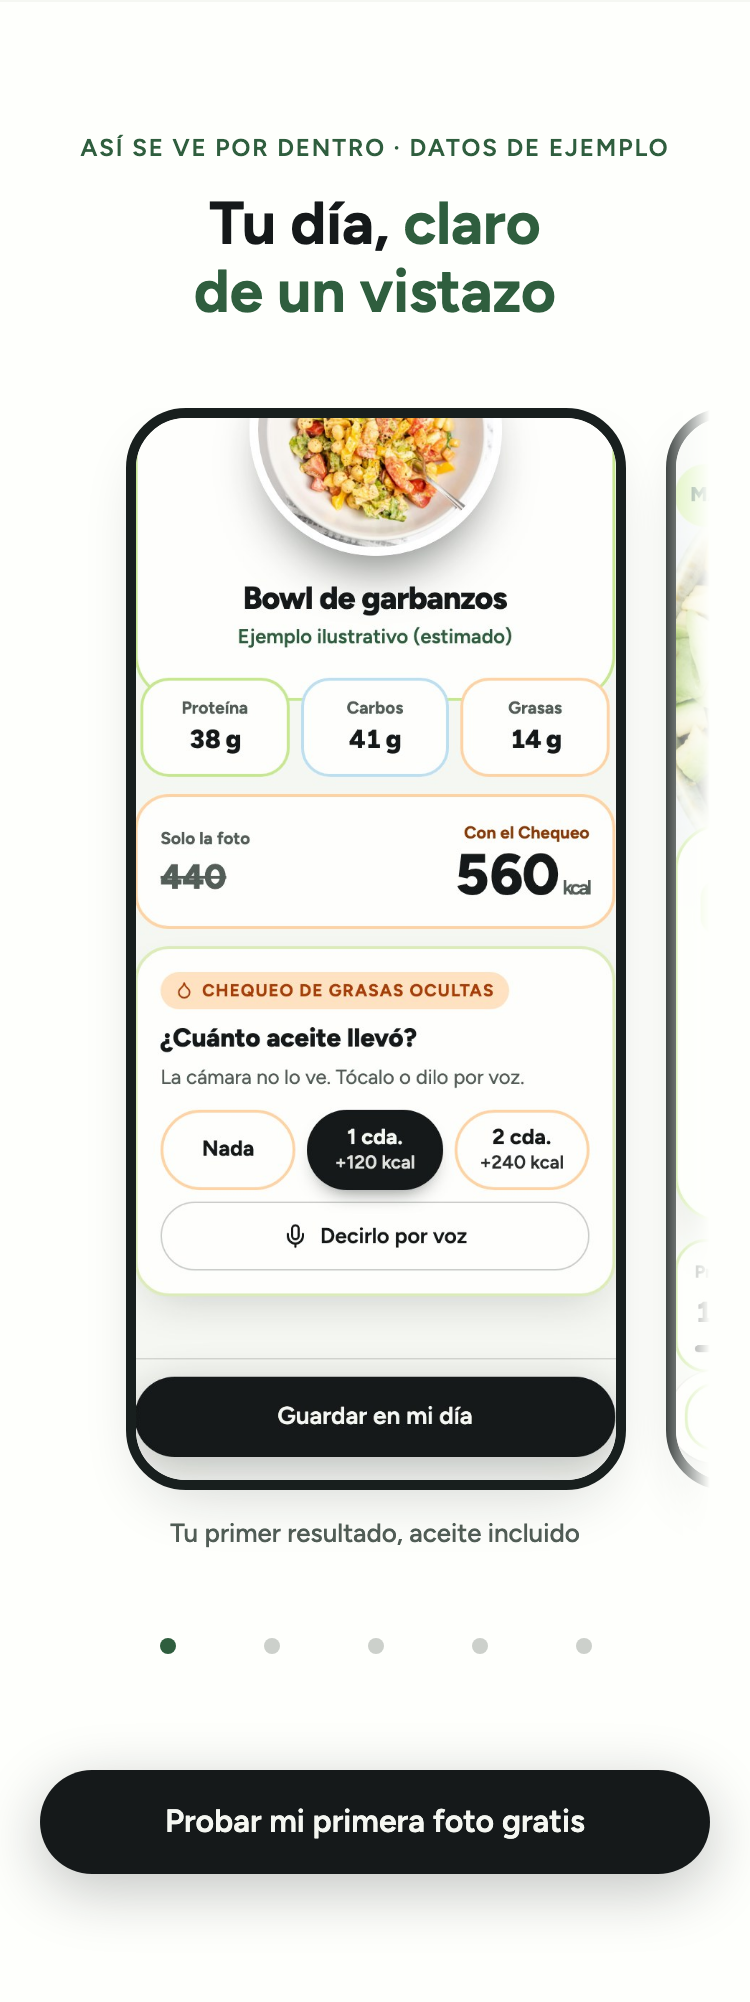 ASÍ SE VE POR DENTRO · DATOS DE EJEMPLO
Tu día, claro
de un vistazo
Bowl de garbanzos
Ejemplo ilustrativo (estimado)
Proteína
38 g
Carbos
41 g
Grasas
14 g
Solo la foto
440
Con el Chequeo
560 kcal
CHEQUEO DE GRASAS OCULTAS
¿Cuánto aceite llevó?
La cámara no lo ve. Tócalo o dilo por voz.
Nada
1 cda.
+120 kcal
2 cda.
+240 kcal
Decirlo por voz
Guardar en mi día
Tu primer resultado, aceite incluido
Probar mi primera foto gratis